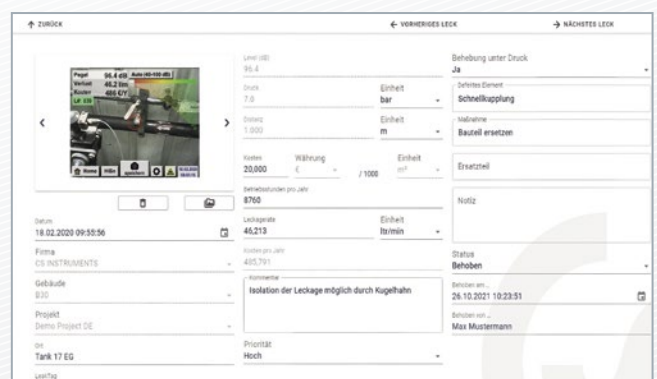 ZURÜCK
VORHERIGES LECK
NÄCHSTES LECK
Pegel 96.4 dB Auto (40-100 dB)
Verlust 46.2 l/m
Kosten 486 €/Y
L#: 030
Home
Hilfe
speichern
Datum
18.02.2020 09:55:56
Firma
CS INSTRUMENTS
Gebäude
B30
Projekt
Demo Project DE
Ort
Tank 17 EG
LeakTag
Level (dB)
96.4
Druck
7.0
Einheit
bar
Distanz
1.000
Einheit
m
Kosten
20,000
Währung
€
/ 1000
Einheit
m³
Betriebsstunden pro Jahr
8760
Leckagerate
46,213
Einheit
ltr/min
Kosten pro Jahr
485,791
Kommentar
Isolation der Leckage möglich durch Kugelhahn
Priorität
Hoch
Behebung unter Druck
Ja
Defektes Element
Schnellkupplung
Maßnahme
Bauteil ersetzen
Ersatzteil
Notiz
Status
Behoben
Behoben am ...
26.10.2021 10:23:51
Behoben von ...
Max Mustermann